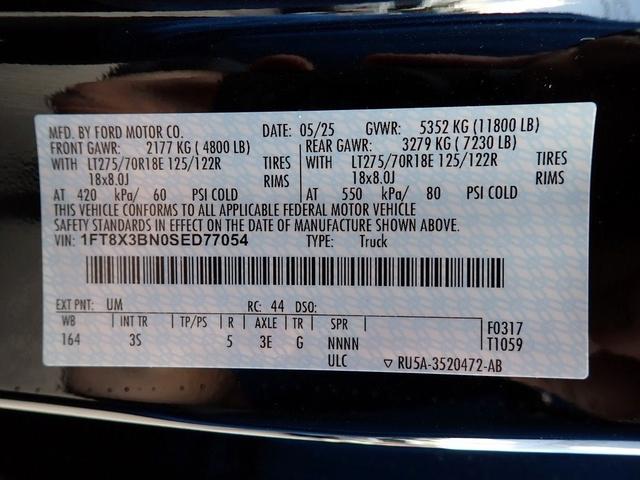 MFD. BY FORD MOTOR CO. DATE: 05/25 GVWR: 5352 KG (11800 LB)
FRONT GAWR: 2177 KG ( 4800 LB) REAR GAWR: 3279 KG ( 7230 LB)
WITH LT275/70R18E 125/122R TIRES WITH LT275/70R18E 125/122R TIRES
18x8.0J RIMS 18x8.0J RIMS
AT 420 kPa/ 60 PSI COLD AT 550 kPa/ 80 PSI COLD
THIS VEHICLE CONFORMS TO ALL APPLICABLE FEDERAL MOTOR VEHICLE
SAFETY STANDARDS IN EFFECT ON THE DATE OF MANUFACTURE SHOWN ABOVE.
VIN: 1FT8X3BN0SED77054 TYPE: Truck
EXT PNT: UM RC: 44 DSO:
WB INT TR TP/PS R AXLE TR SPR F0317
164 3S 5 3E G NNNN T1059
ULC ▽ RU5A-3520472-AB